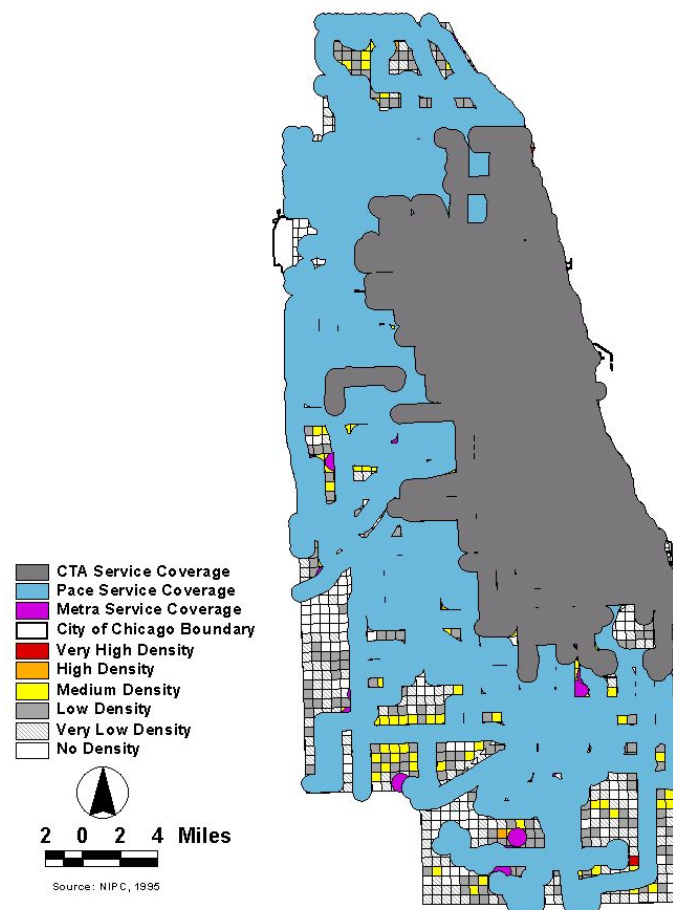 CTA Service Coverage
Pace Service Coverage
Metra Service Coverage
City of Chicago Boundary
Very High Density
High Density
Medium Density
Low Density
Very Low Density
No Density
2 0 2 4 Miles
Source: NIPC, 1995